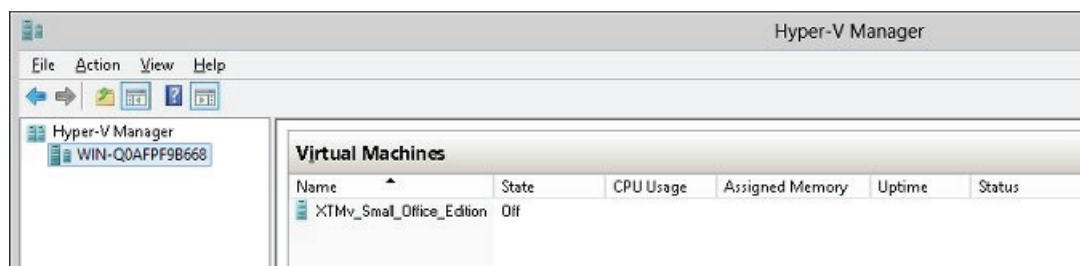 Hyper-V Manager
File Action View Help
Hyper-V Manager
WIN-Q0AFPF9B668
Virtual Machines
Name State CPU Usage Assigned Memory Uptime Status
XTMv_Small_Office_Edition Off